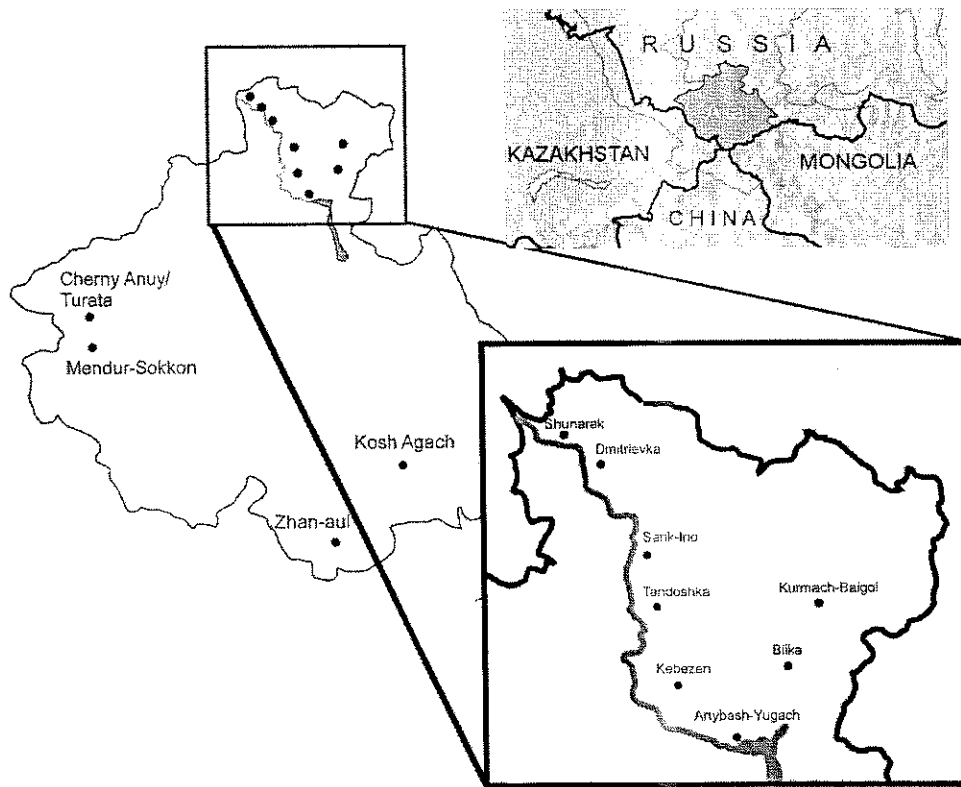 RUSSIA
KAZAKHSTAN
MONGOLIA
CHINA
Cherny Anuy/
Turata
Mendur-Sokkon
Kosh Agach
Zhan-aul
Shunarak
Dmitrievka
Sank-Ino
Tandoshka
Kurmach-Baigol
Biika
Kebezen
Artybash-Yugach